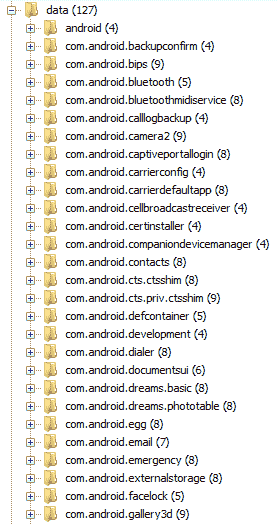 data (127)
android (4)
com.android.backupconfirm (4)
com.android.bips (9)
com.android.bluetooth (5)
com.android.bluetoothmidiservice (8)
com.android.calllogbackup (4)
com.android.camera2 (9)
com.android.captiveportallogin (8)
com.android.carrierconfig (4)
com.android.carrierdefaultapp (8)
com.android.cellbroadcastreceiver (4)
com.android.certinstaller (4)
com.android.companiondevicemanager (4)
com.android.contacts (8)
com.android.cts.ctsshim (8)
com.android.cts.priv.ctsshim (9)
com.android.defcontainer (5)
com.android.development (4)
com.android.dialer (8)
com.android.documentsui (6)
com.android.dreams.basic (8)
com.android.dreams.phototable (8)
com.android.egg (8)
com.android.email (7)
com.android.emergency (8)
com.android.externalstorage (8)
com.android.facelock (5)
com.android.gallery3d (9)